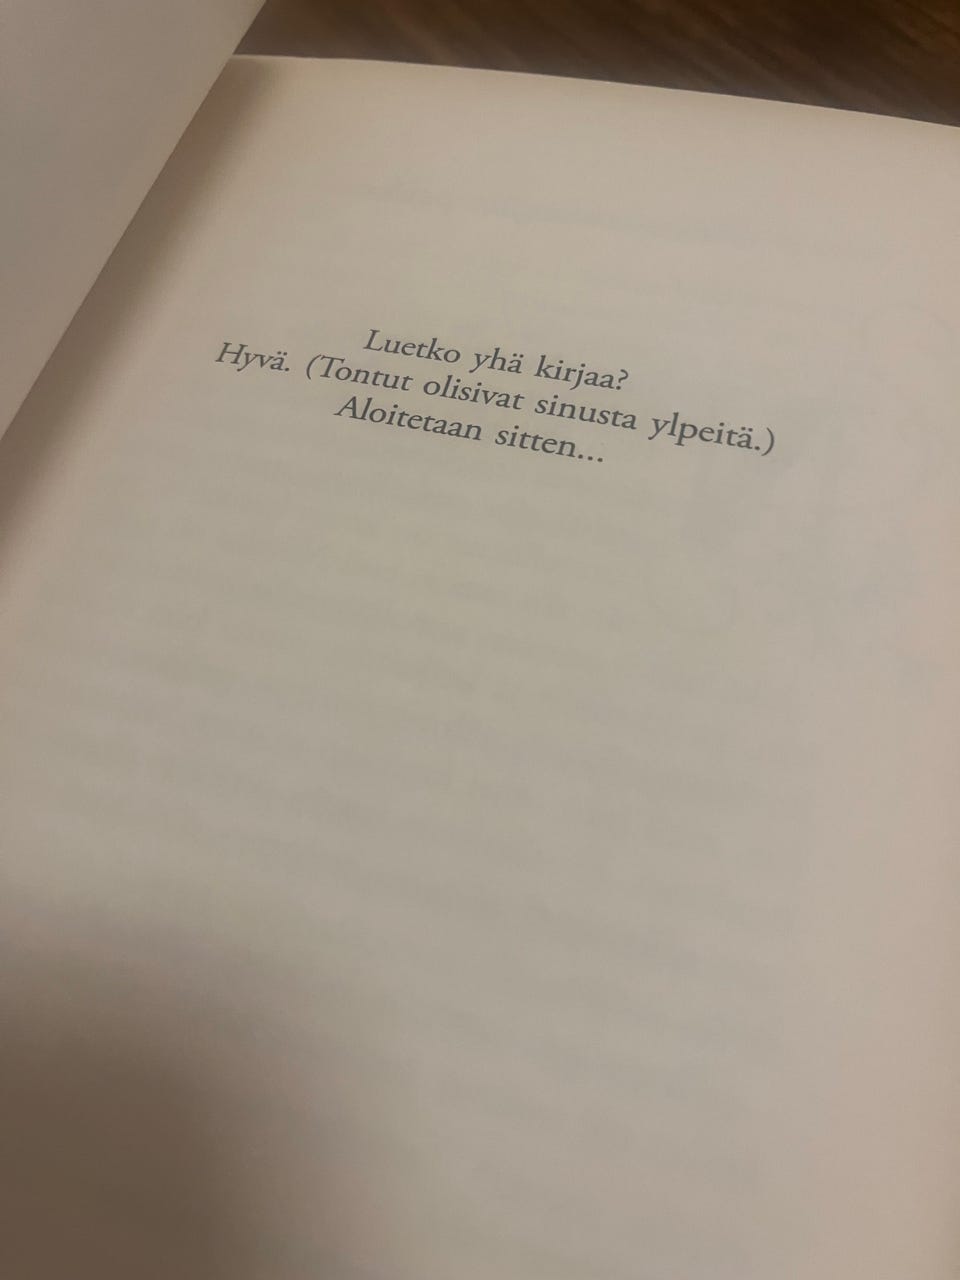 Luetko yhä kirjaa?
Hyvä. (Tontut olisivat sinusta ylpeitä.)
Aloitetaan sitten...